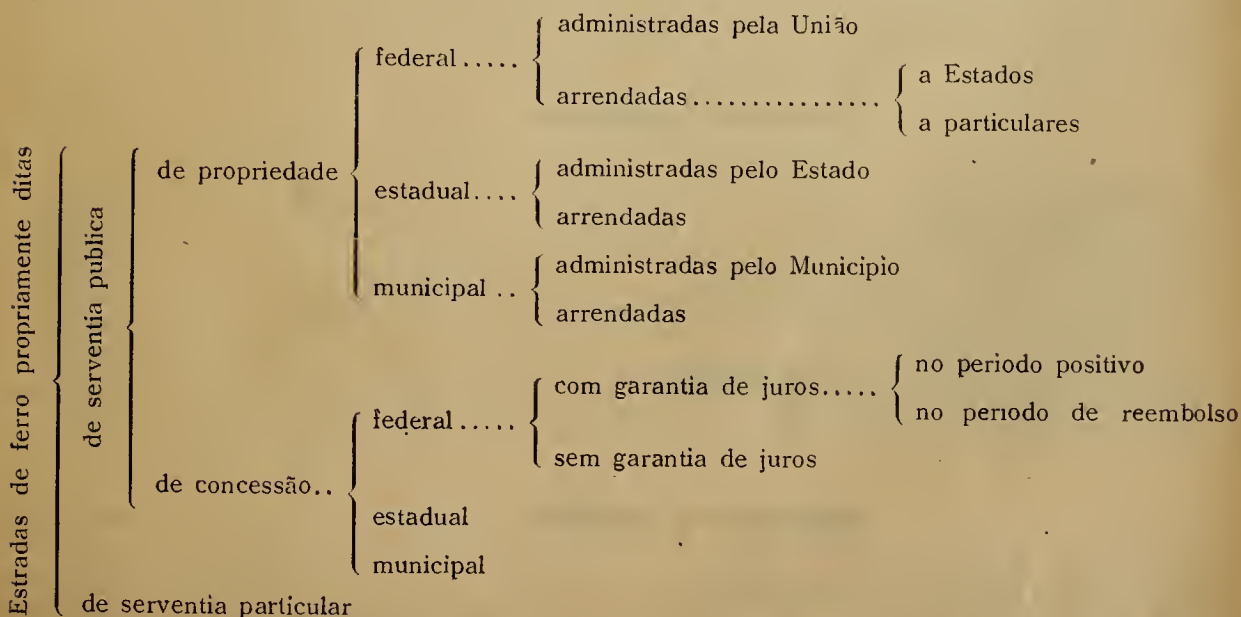 Estradas de ferro propriamente ditas
de serventia publica
de propriedade
federal.....
administradas pela União
arrendadas................
a Estados
a particulares
estadual....
administradas pelo Estado
arrendadas
municipal ..
administradas pelo Municipio
arrendadas
de concessão..
federal.....
com garantia de juros.....
no periodo positivo
no periodo de reembolso
sem garantia de juros
estadual
municipal
de serventia particular